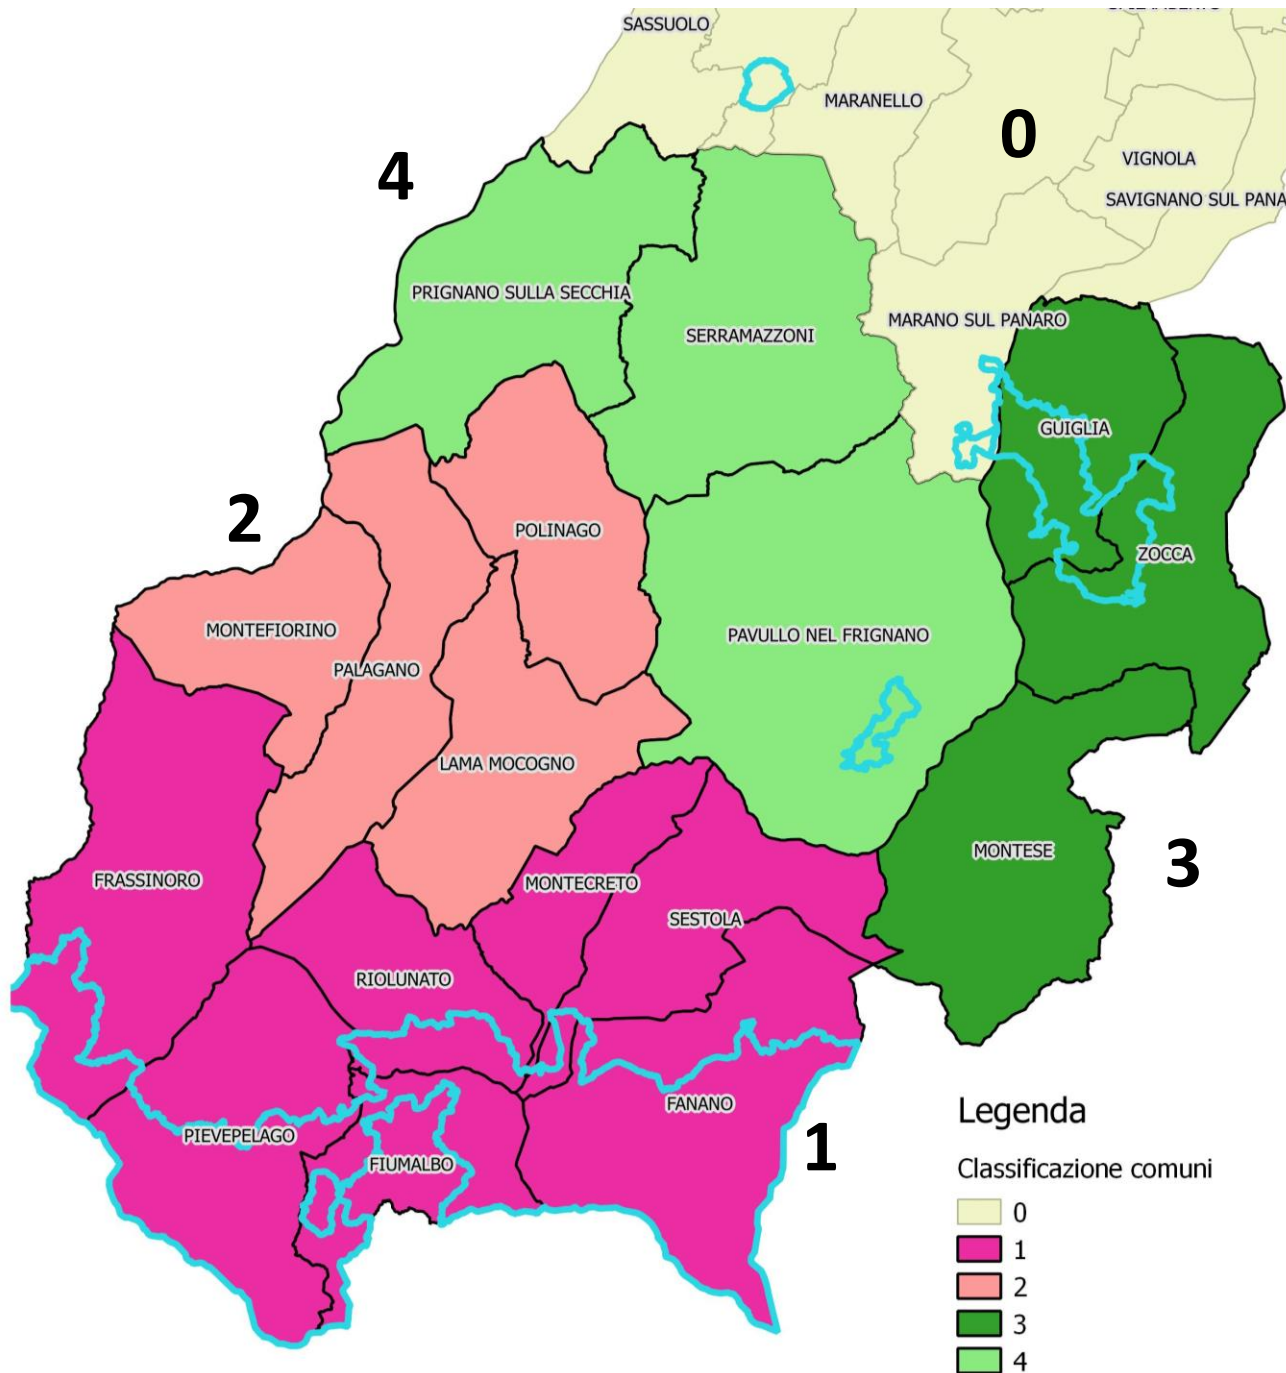 SASSUOLO
MARANELLO
0
VIGNOLA
SAVIGNANO SUL PANA
4
PRIGNANO SULLA SECCHIA
MARANO SUL PANARO
SERRAMAZZONI
GUIGLIA
2
POLINAGO
ZOCCA
MONTEFIORINO
PAVULLO NEL FRIGNANO
PALAGANO
LAMA MOCOGNO
MONTESE
3
FRASSINORO
MONTECRETO
SESTOLA
RIOLUNATO
FANANO
PIEVEPELAGO
FIUMALBO
1
Legenda
Classificazione comuni
0
1
2
3
4